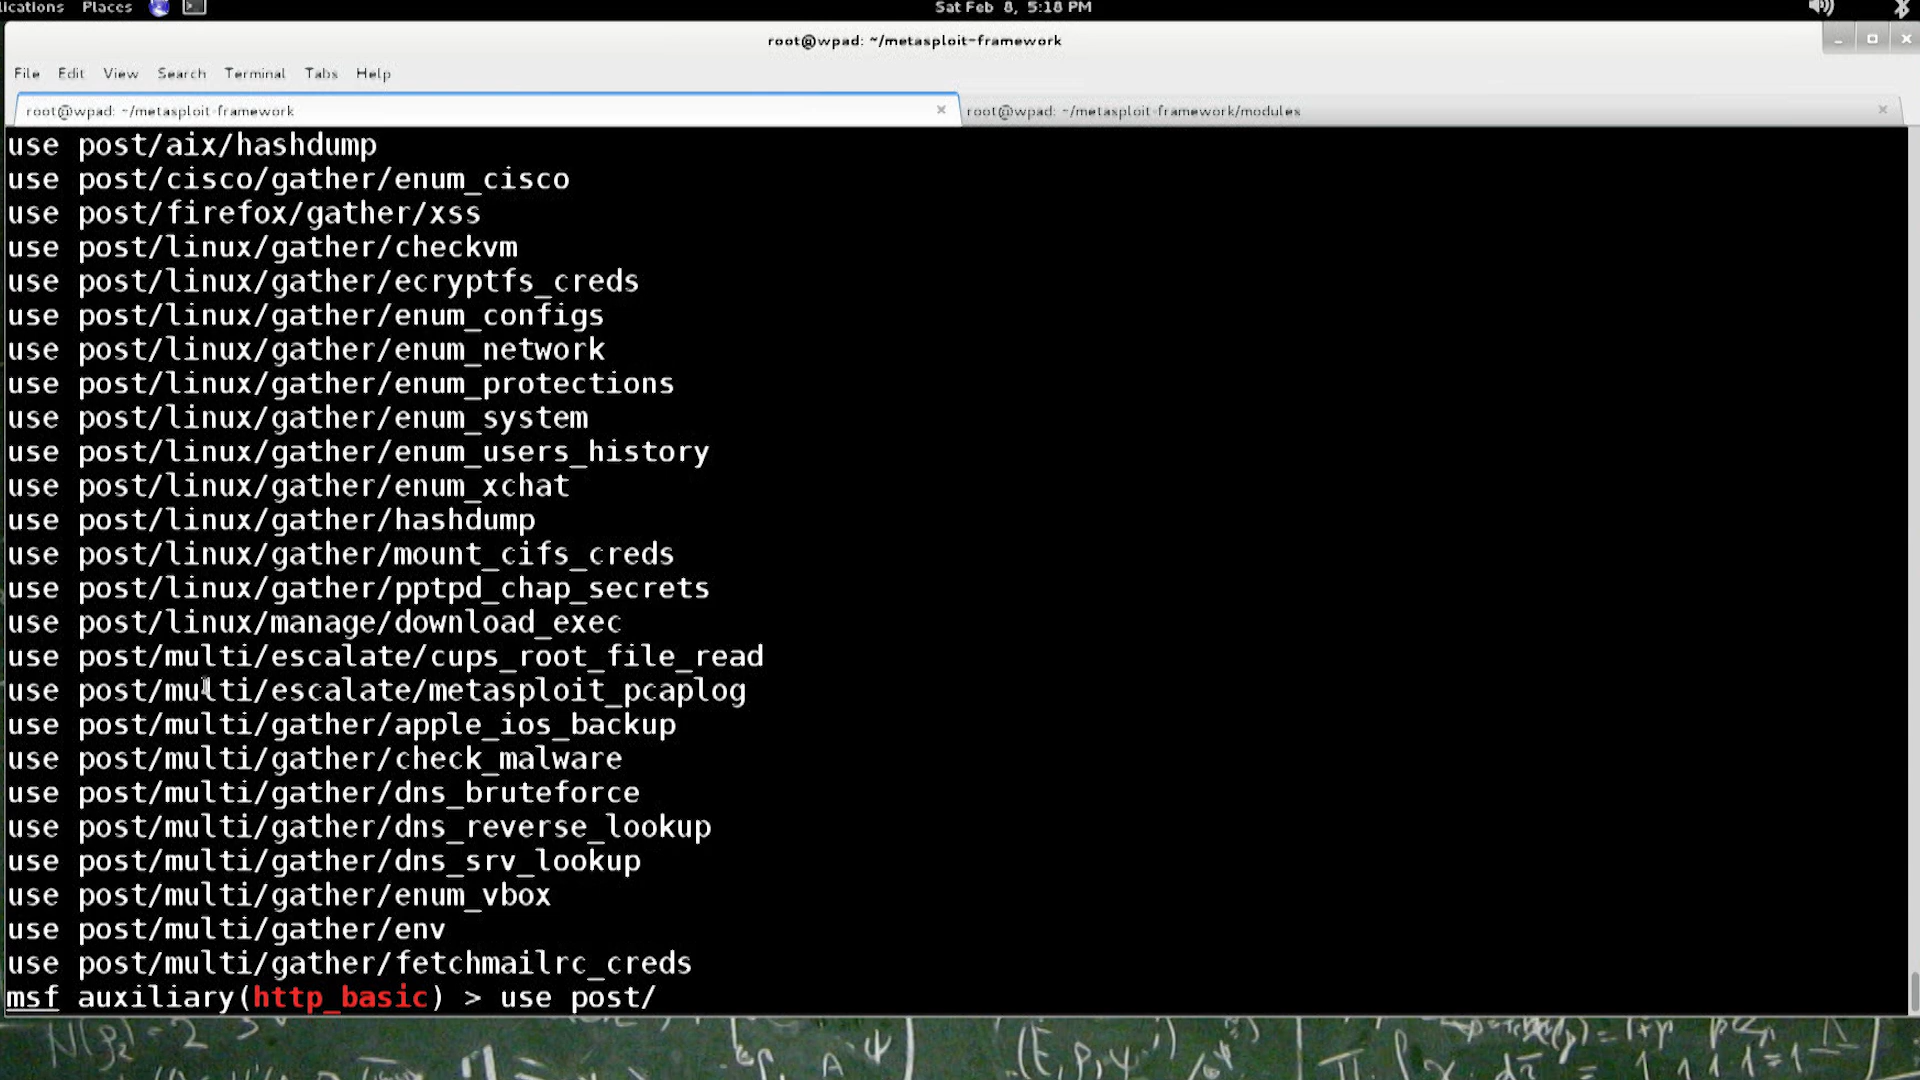 lications Places Sat Feb 8, 5:18 PM
root@wpad: ~/metasploit-framework
File Edit View Search Terminal Tabs Help
root@wpad: ~/metasploit-framework root@wpad: ~/metasploit-framework/modules
use post/aix/hashdump
use post/cisco/gather/enum_cisco
use post/firefox/gather/xss
use post/linux/gather/checkvm
use post/linux/gather/ecryptfs_creds
use post/linux/gather/enum_configs
use post/linux/gather/enum_network
use post/linux/gather/enum_protections
use post/linux/gather/enum_system
use post/linux/gather/enum_users_history
use post/linux/gather/enum_xchat
use post/linux/gather/hashdump
use post/linux/gather/mount_cifs_creds
use post/linux/gather/pptpd_chap_secrets
use post/linux/manage/download_exec
use post/multi/escalate/cups_root_file_read
use post/multi/escalate/metasploit_pcaplog
use post/multi/gather/apple_ios_backup
use post/multi/gather/check_malware
use post/multi/gather/dns_bruteforce
use post/multi/gather/dns_reverse_lookup
use post/multi/gather/dns_srv_lookup
use post/multi/gather/enum_vbox
use post/multi/gather/env
use post/multi/gather/fetchmailrc_creds
msf auxiliary(http_basic) > use post/